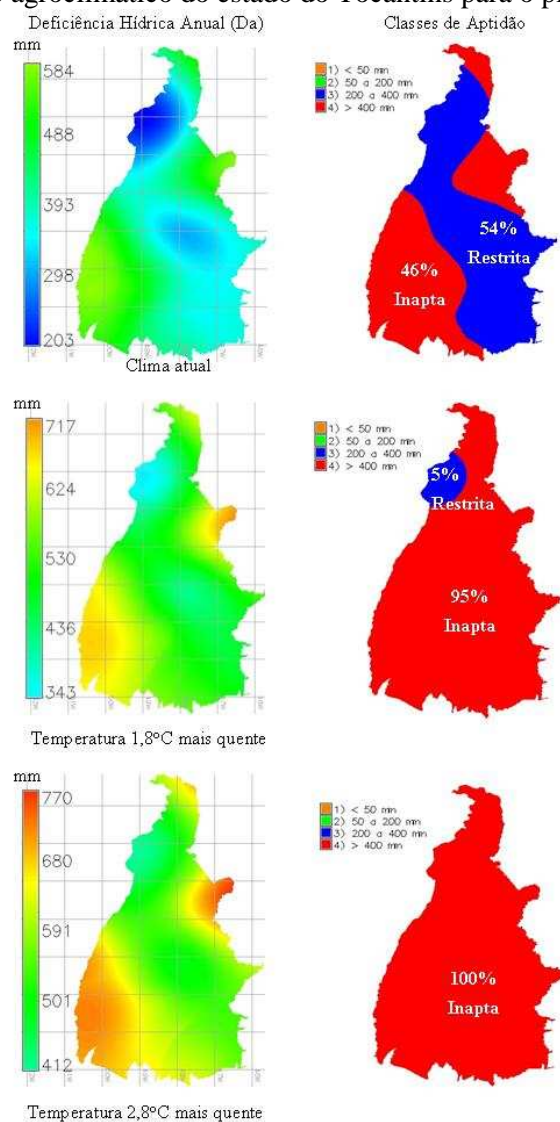 agroclimático do estado do Tocantins para o p
Deficiência Hídrica Anual (Da)
Classes de Aptidão
mm
584
488
393
298
203
Clima atual
1) < 50 mm
2) 50 a 200 mm
3) 200 a 400 mm
4) > 400 mm
54%
Restrita
46%
Inapta
mm
717
624
530
436
343
Temperatura 1,8ºC mais quente
1) < 50 mm
2) 50 a 200 mm
3) 200 a 400 mm
4) > 400 mm
5%
Restrita
95%
Inapta
mm
770
680
591
501
412
Temperatura 2,8ºC mais quente
1) < 50 mm
2) 50 a 200 mm
3) 200 a 400 mm
4) > 400 mm
100%
Inapta